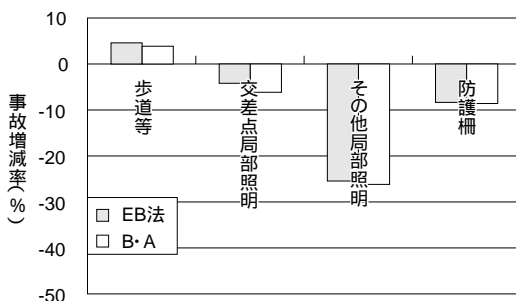 事故増減率(%)
10
0
-10
-20
-30
-40
-50
歩道等
交差点局部照明
その他局部照明
防護柵
EB法
B・A